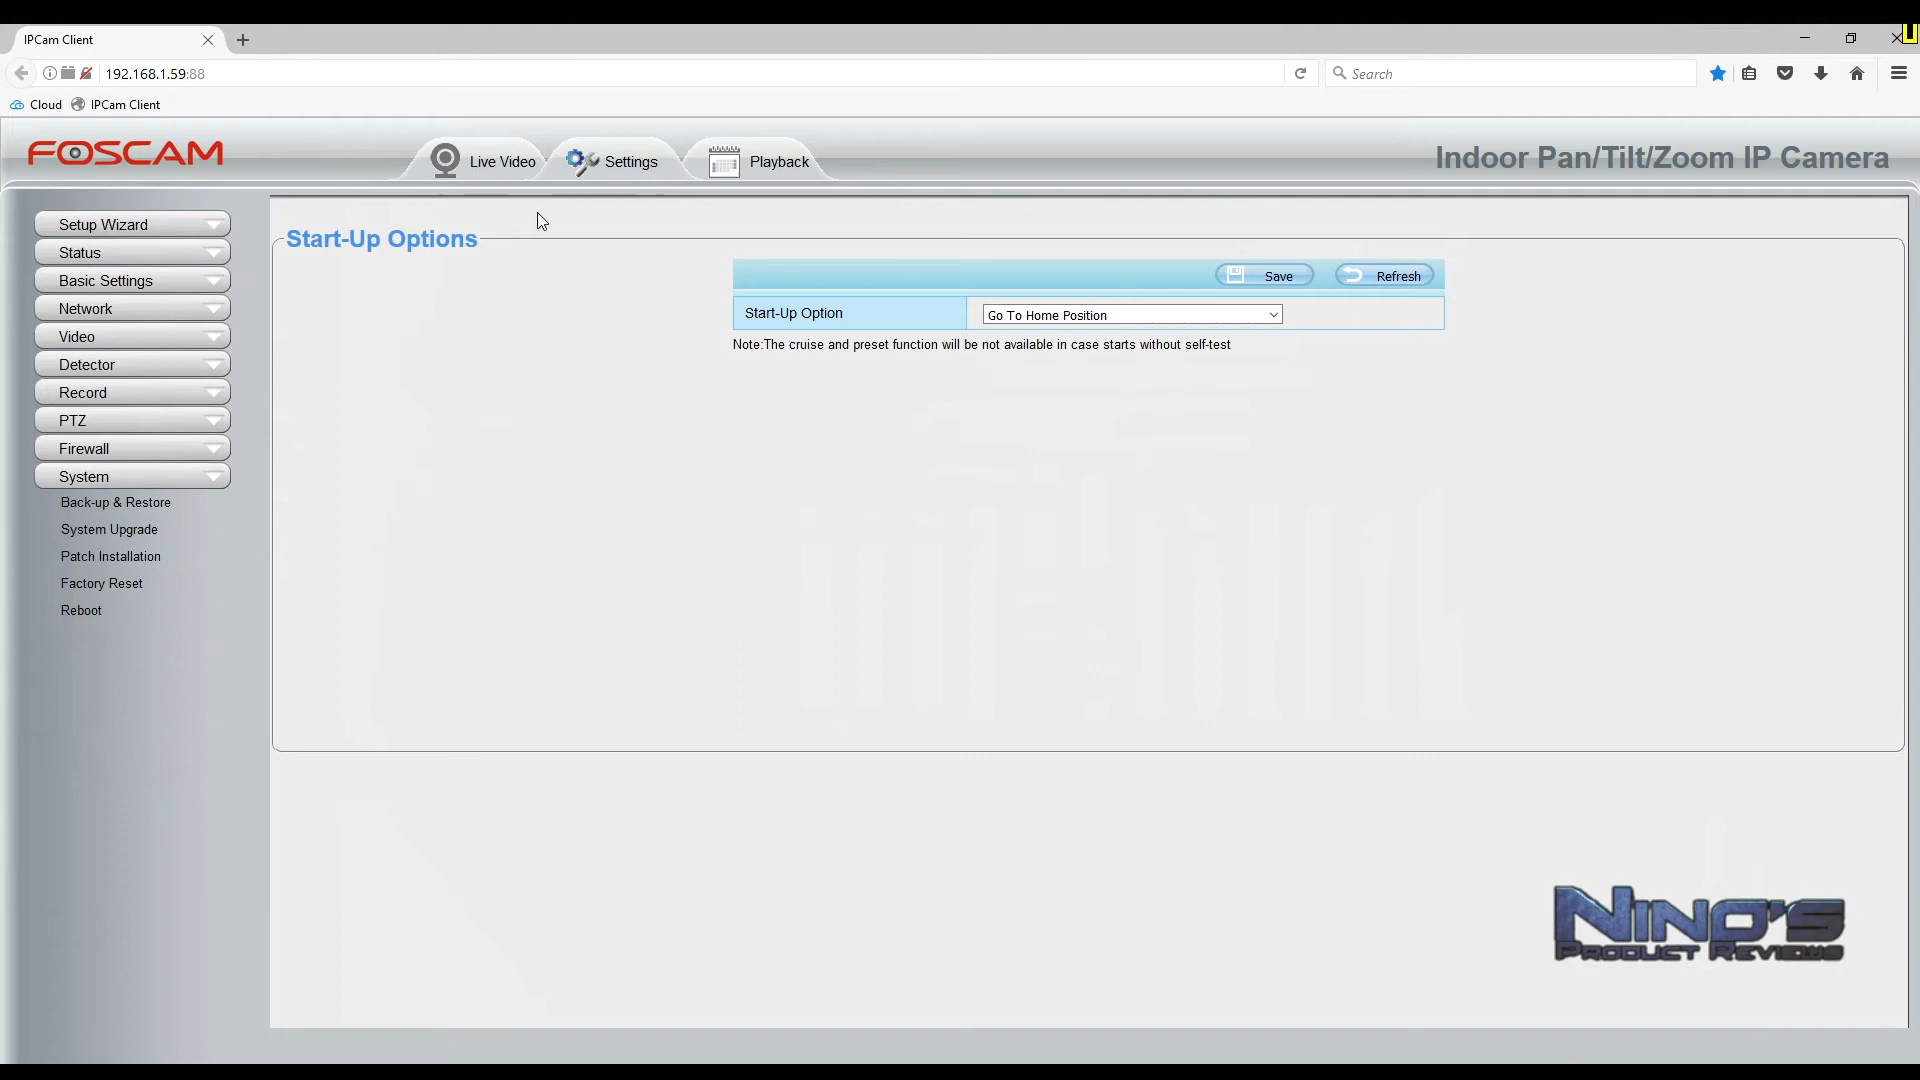 IPCam Client
192.168.1.59:88
Search
Cloud IPCam Client
FOSCAM
Live Video Settings Playback
Indoor Pan/Tilt/Zoom IP Camera
Setup Wizard
Status
Basic Settings
Network
Video
Detector
Record
PTZ
Firewall
System
Back-up & Restore
System Upgrade
Patch Installation
Factory Reset
Reboot
Start-Up Options
Save Refresh
Start-Up Option Go To Home Position
Note:The cruise and preset function will be not available in case starts without self-test
Nino's
Product Reviews